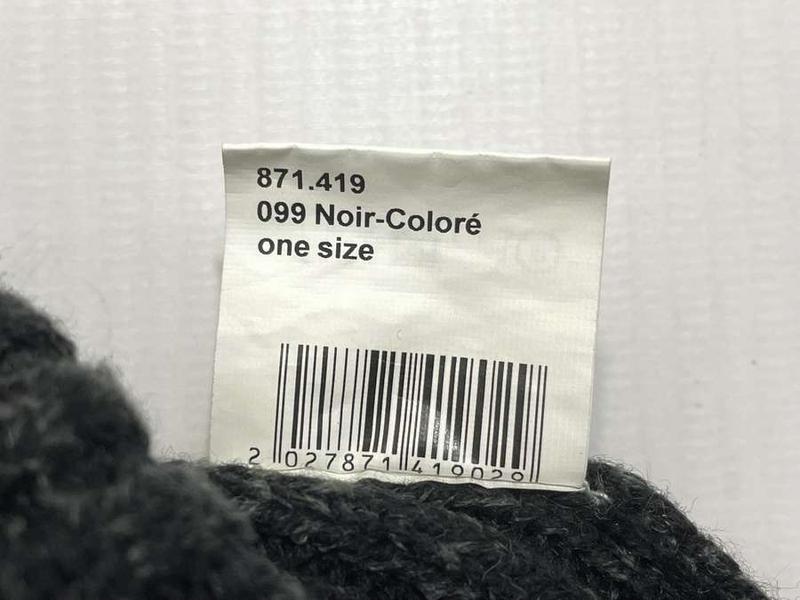 871.419
099 Noir-Coloré
one size
2 027871 419029